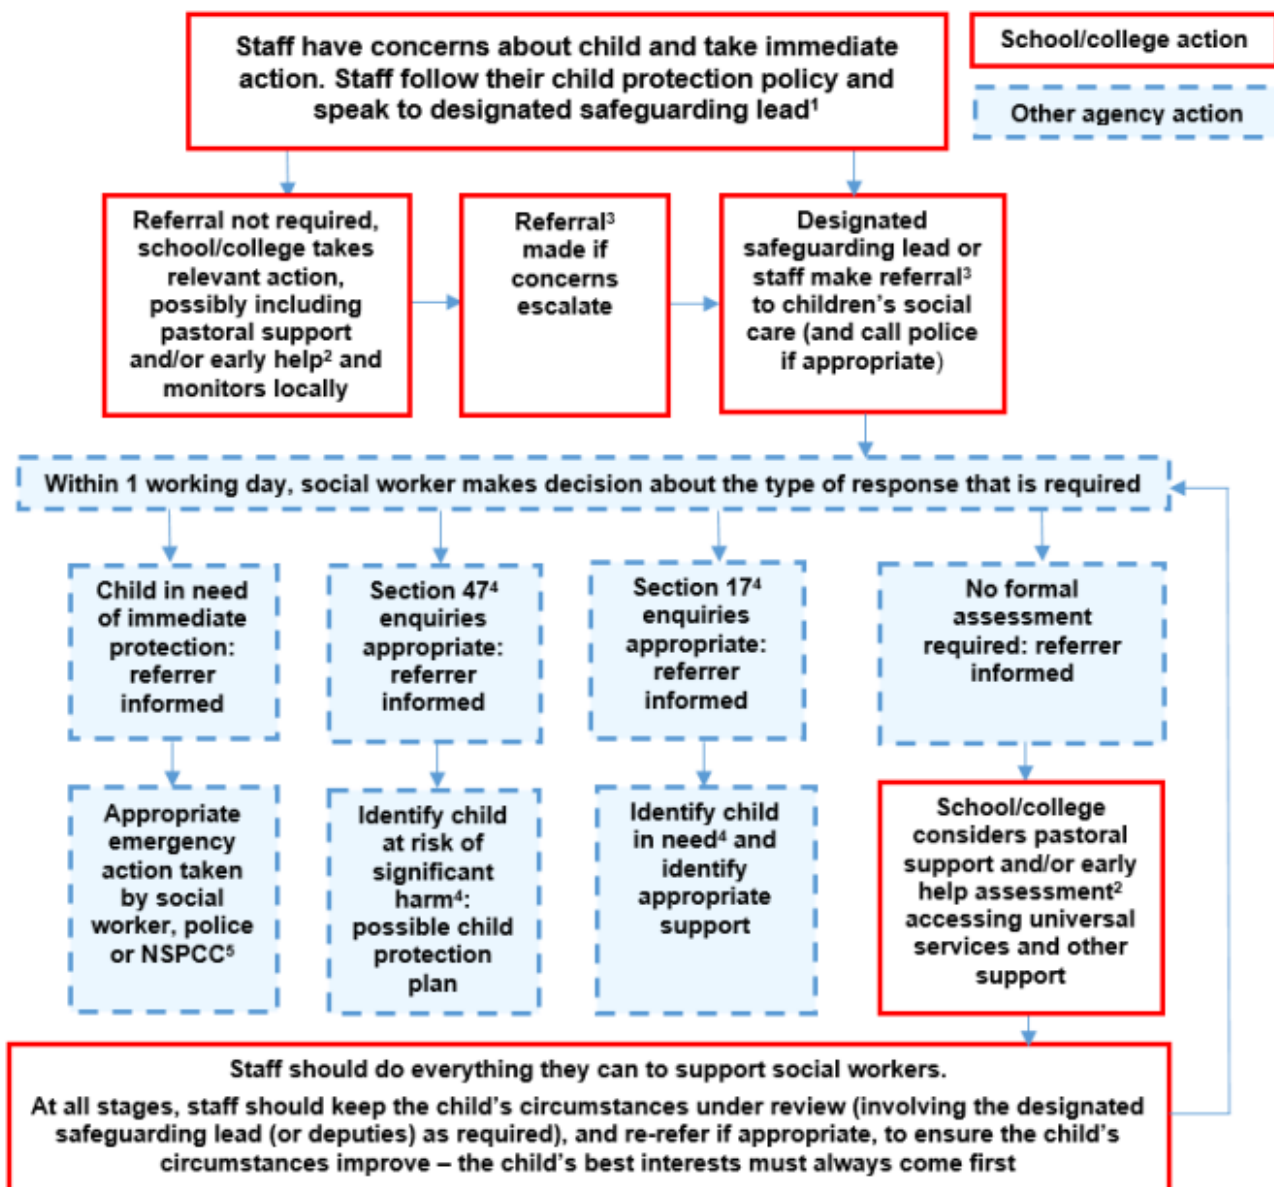 Staff have concerns about child and take immediate
action. Staff follow their child protection policy and
speak to designated safeguarding lead¹
School/college action
Other agency action
Referral not required,
school/college takes
relevant action,
possibly including
pastoral support
and/or early help² and
monitors locally
Referral³
made if
concerns
escalate
Designated
safeguarding lead or
staff make referral³
to children’s social
care (and call police
if appropriate)
Within 1 working day, social worker makes decision about the type of response that is required
Child in need
of immediate
protection:
referrer
informed
Section 47⁴
enquiries
appropriate:
referrer
informed
Section 17⁴
enquiries
appropriate:
referrer
informed
No formal
assessment
required: referrer
informed
Appropriate
emergency
action taken
by social
worker, police
or NSPCC⁵
Identify child
at risk of
significant
harm⁴:
possible child
protection
plan
Identify child
in need⁴ and
identify
appropriate
support
School/college
considers pastoral
support and/or early
help assessment²
accessing universal
services and other
support
Staff should do everything they can to support social workers.
At all stages, staff should keep the child’s circumstances under review (involving the designated
safeguarding lead (or deputies) as required), and re-refer if appropriate, to ensure the child’s
circumstances improve – the child’s best interests must always come first